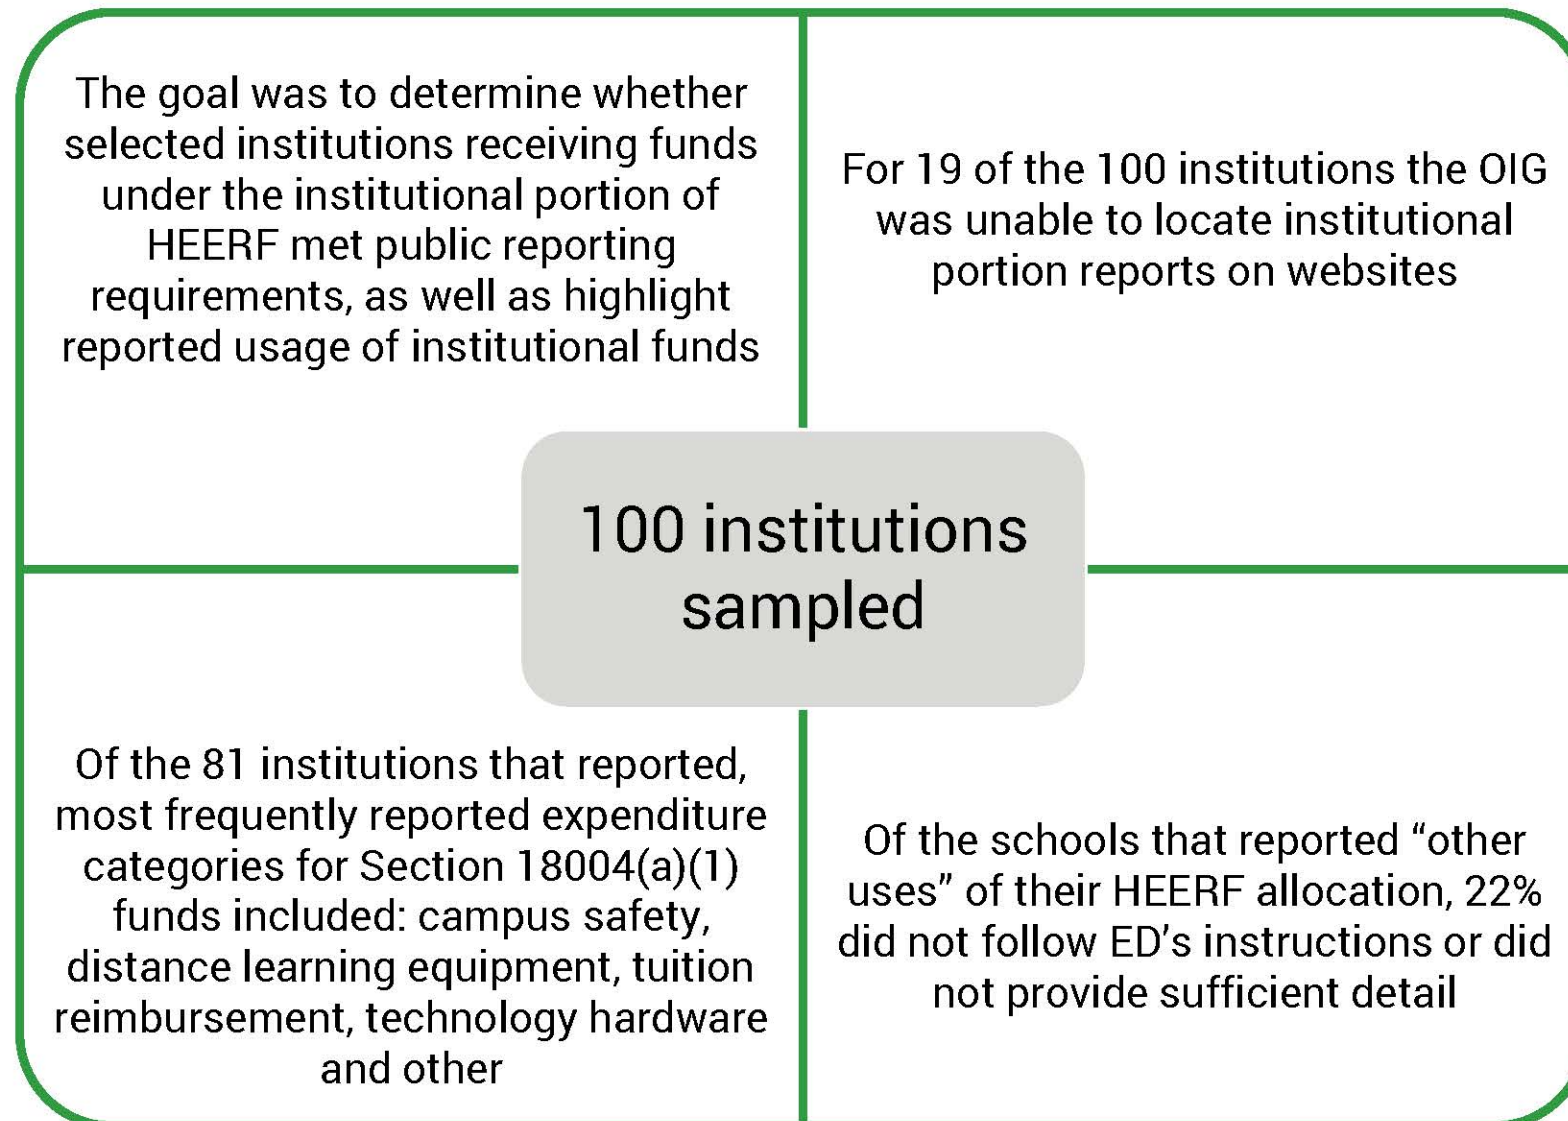 The goal was to determine whether
selected institutions receiving funds
under the institutional portion of
HEERF met public reporting
requirements, as well as highlight
reported usage of institutional funds
For 19 of the 100 institutions the OIG
was unable to locate institutional
portion reports on websites
100 institutions
sampled
Of the 81 institutions that reported,
most frequently reported expenditure
categories for Section 18004(a)(1)
funds included: campus safety,
distance learning equipment, tuition
reimbursement, technology hardware
and other
Of the schools that reported “other
uses” of their HEERF allocation, 22%
did not follow ED’s instructions or did
not provide sufficient detail